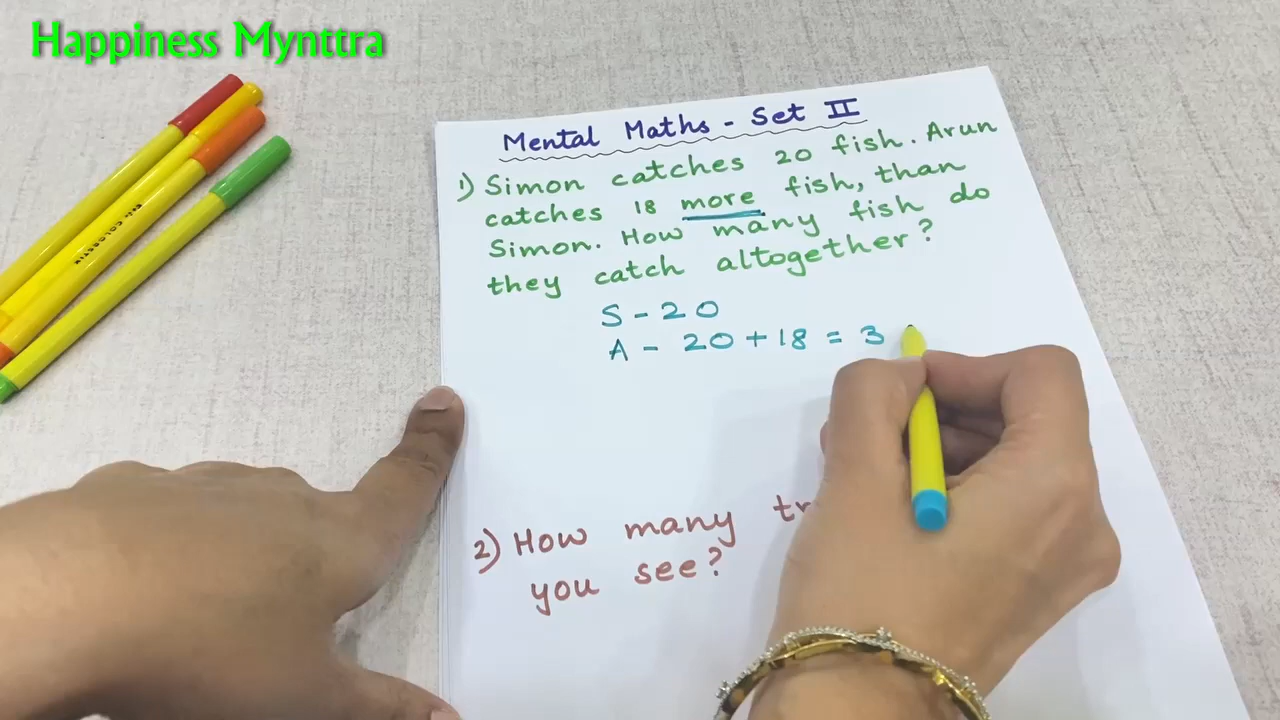 Happiness Mynttra
Mental Maths - Set II
1) Simon catches 20 fish. Arun
catches 18 more fish, than
Simon. How many fish do
they catch altogether?
S - 20
A - 20 + 18 = 3
2) How many
you see?